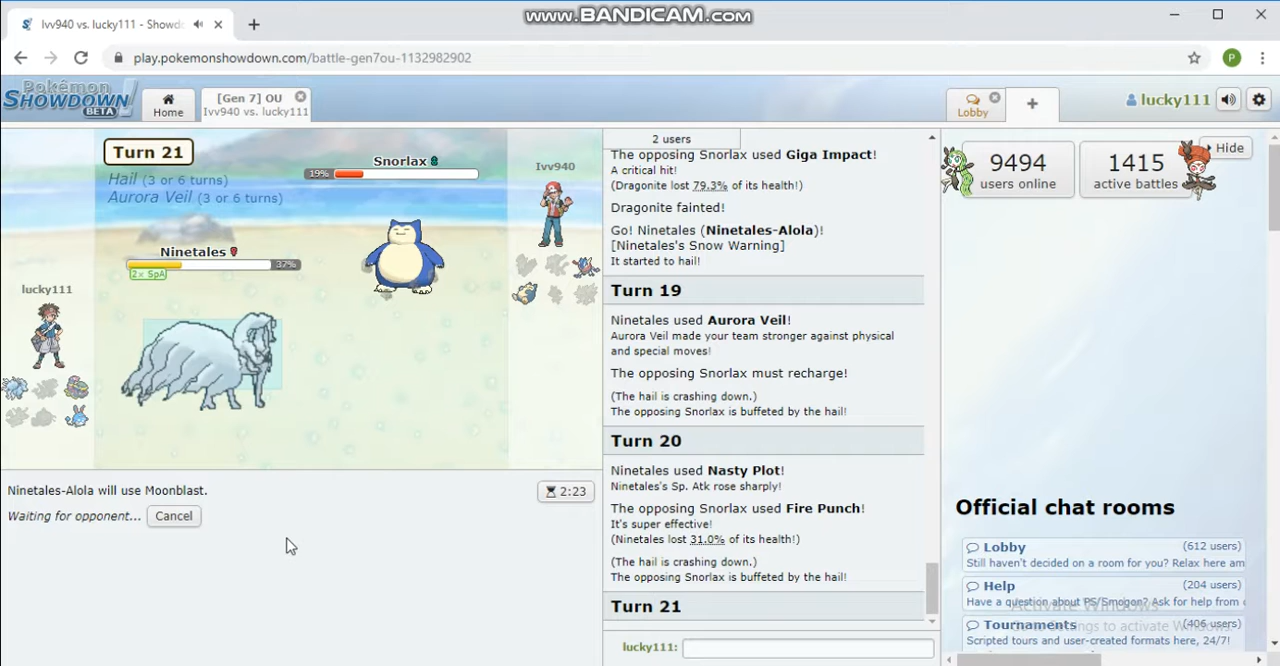 www.BANDICAM.com
Ivv940 vs. lucky111 - Showdo
play.pokemonshowdown.com/battle-gen7ou-1132982902
P
Pokémon
SHOWDOWN
BETA
Home
[Gen 7] OU
Ivv940 vs. lucky111
Lobby
lucky111
Turn 21
Hail (3 or 6 turns)
Aurora Veil (3 or 6 turns)
Snorlax
19%
Ivv940
Ninetales
37%
2× SpA
lucky111
Ninetales-Alola will use Moonblast.
2:23
Waiting for opponent...
Cancel
2 users
The opposing Snorlax used Giga Impact!
A critical hit!
(Dragonite lost 79.3% of its health!)
Dragonite fainted!
Go! Ninetales (Ninetales-Alola)!
[Ninetales's Snow Warning]
It started to hail!
Turn 19
Ninetales used Aurora Veil!
Aurora Veil made your team stronger against physical
and special moves!
The opposing Snorlax must recharge!
(The hail is crashing down.)
The opposing Snorlax is buffeted by the hail!
Turn 20
Ninetales used Nasty Plot!
Ninetales's Sp. Atk rose sharply!
The opposing Snorlax used Fire Punch!
It's super effective!
(Ninetales lost 31.0% of its health!)
(The hail is crashing down.)
The opposing Snorlax is buffeted by the hail!
Turn 21
lucky111:
9494
users online
1415
active battles
Hide
Official chat rooms
Lobby
(612 users)
Still haven't decided on a room for you? Relax here am
Help
(204 users)
Have a question about PS/Smogon? Ask for help from
Tournaments
(406 users)
Scripted tours and user-created formats here, 24/7!
Activate Windows